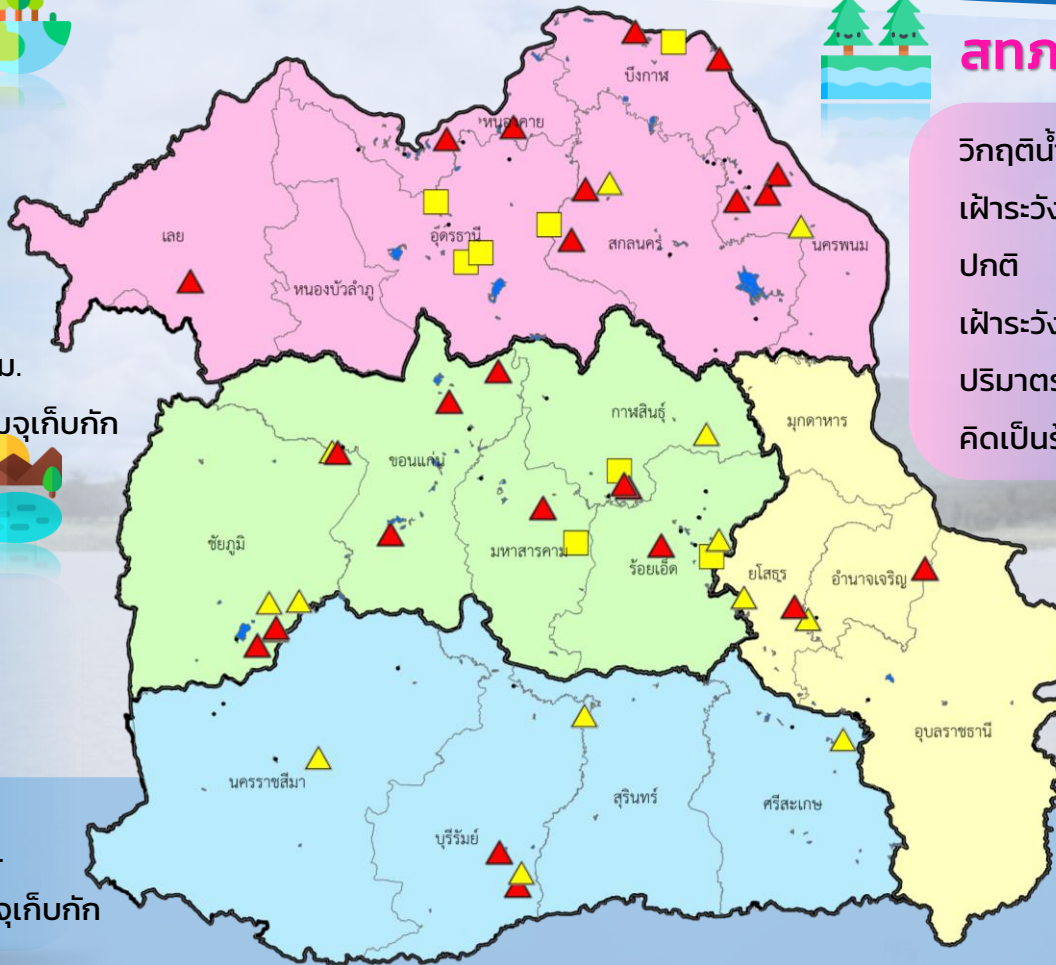 สทภ
วิกฤติน้
เฝ้าระวัง
ปกติ
เฝ้าระวัง
ปริมาตร
คิดเป็นร้
ม.
มจุเก็บกัก
.
จุเก็บกัก
บึงกาฬ
หนองคาย
เลย
อุดรธานี
สกลนคร
นครพนม
หนองบัวลำภู
กาฬสินธุ์
มุกดาหาร
ขอนแก่น
ชัยภูมิ
มหาสารคาม
ร้อยเอ็ด
ยโสธร
อำนาจเจริญ
อุบลราชธานี
นครราชสีมา
สุรินทร์
ศรีสะเกษ
บุรีรัมย์